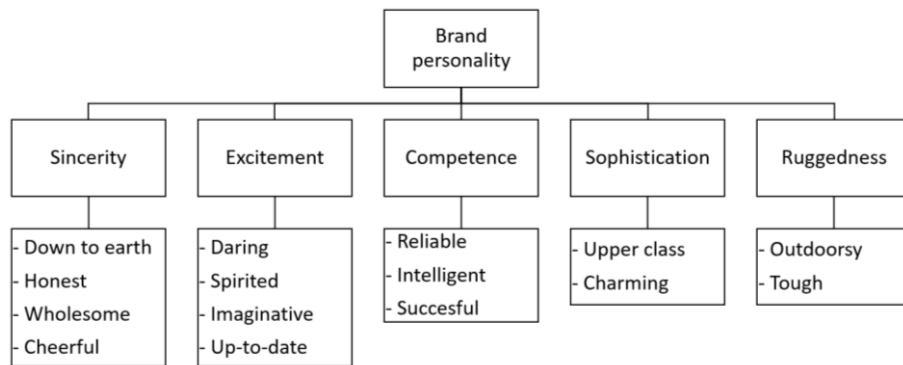 Brand
personality
Sincerity
Excitement
Competence
Sophistication
Ruggedness
- Down to earth
- Honest
- Wholesome
- Cheerful
- Daring
- Spirited
- Imaginative
- Up-to-date
- Reliable
- Intelligent
- Succesful
- Upper class
- Charming
- Outdoorsy
- Tough